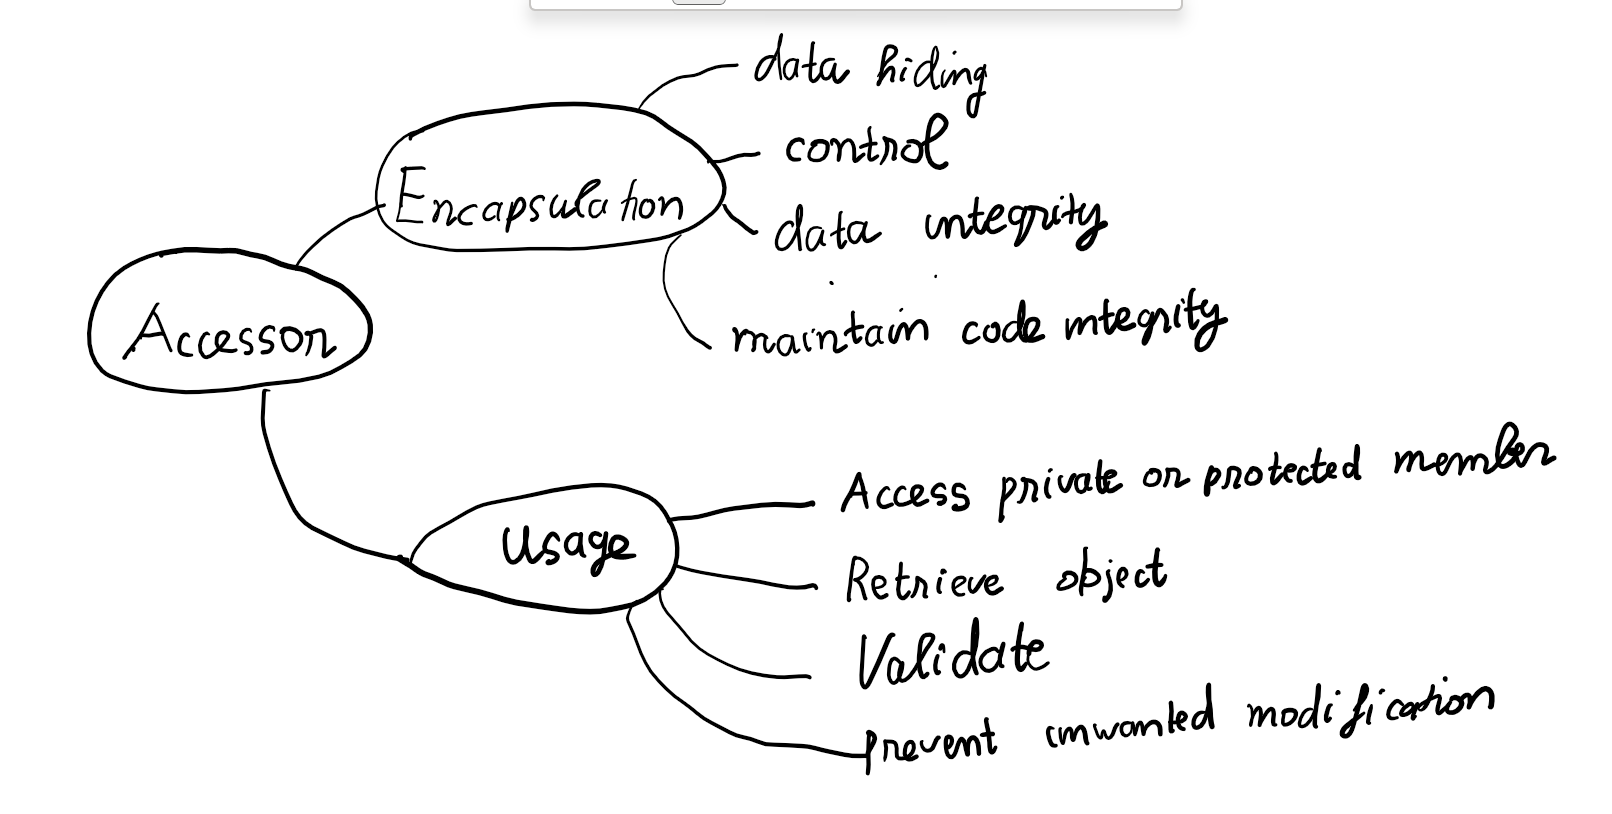 data hiding
control
Encapsulation
data integrity
Accessor
maintain code integrity
Access private or protected member
Usage
Retrieve object
Validate
prevent unwanted modification